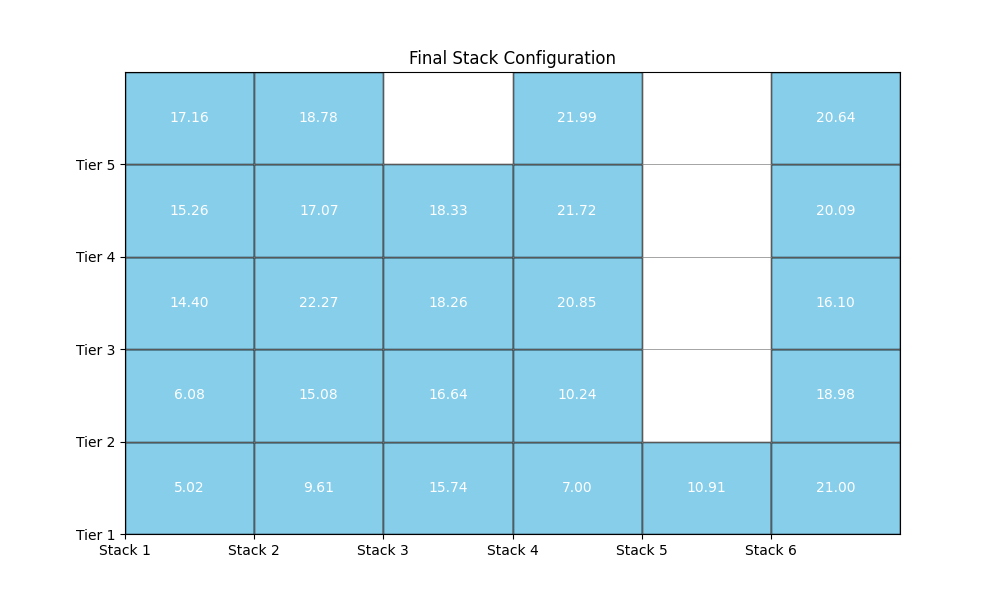 Final Stack Configuration
17.16 18.78 21.99 20.64
Tier 5
15.26 17.07 18.33 21.72 20.09
Tier 4
14.40 22.27 18.26 20.85 16.10
Tier 3
6.08 15.08 16.64 10.24 18.98
Tier 2
5.02 9.61 15.74 7.00 10.91 21.00
Tier 1
Stack 1 Stack 2 Stack 3 Stack 4 Stack 5 Stack 6